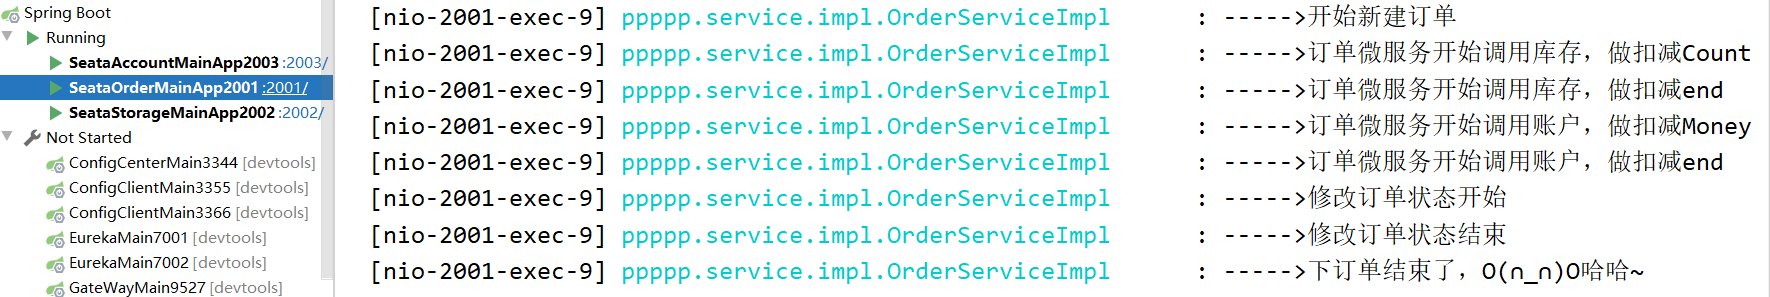 Spring Boot
Running
SeataAccountMainApp2003 :2003/
SeataOrderMainApp2001 :2001/
SeataStorageMainApp2002 :2002/
Not Started
ConfigCenterMain3344 [devtools]
ConfigClientMain3355 [devtools]
ConfigClientMain3366 [devtools]
EurekaMain7001 [devtools]
EurekaMain7002 [devtools]
GateWayMain9527 [devtools]
[nio-2001-exec-9] ppppp.service.impl.OrderServiceImpl : ----->开始新建订单
[nio-2001-exec-9] ppppp.service.impl.OrderServiceImpl : ----->订单微服务开始调用库存，做扣减Count
[nio-2001-exec-9] ppppp.service.impl.OrderServiceImpl : ----->订单微服务开始调用库存，做扣减end
[nio-2001-exec-9] ppppp.service.impl.OrderServiceImpl : ----->订单微服务开始调用账户，做扣减Money
[nio-2001-exec-9] ppppp.service.impl.OrderServiceImpl : ----->订单微服务开始调用账户，做扣减end
[nio-2001-exec-9] ppppp.service.impl.OrderServiceImpl : ----->修改订单状态开始
[nio-2001-exec-9] ppppp.service.impl.OrderServiceImpl : ----->修改订单状态结束
[nio-2001-exec-9] ppppp.service.impl.OrderServiceImpl : ----->下订单结束了，O(∩_∩)O哈哈~